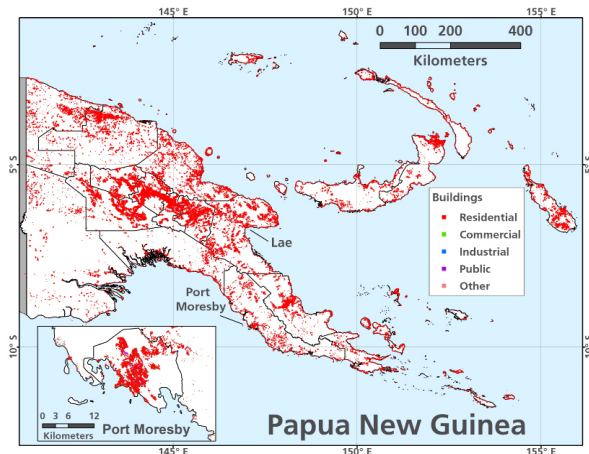 145°E
150°E
155°E
0 100 200 400
Kilometers
5°S
5°S
Buildings
Residential
Commercial
Industrial
Public
Other
Lae
Port
Moresby
10°S
10°S
0 3 6 12
Kilometers
Port Moresby
Papua New Guinea
145°E
150°E
155°E